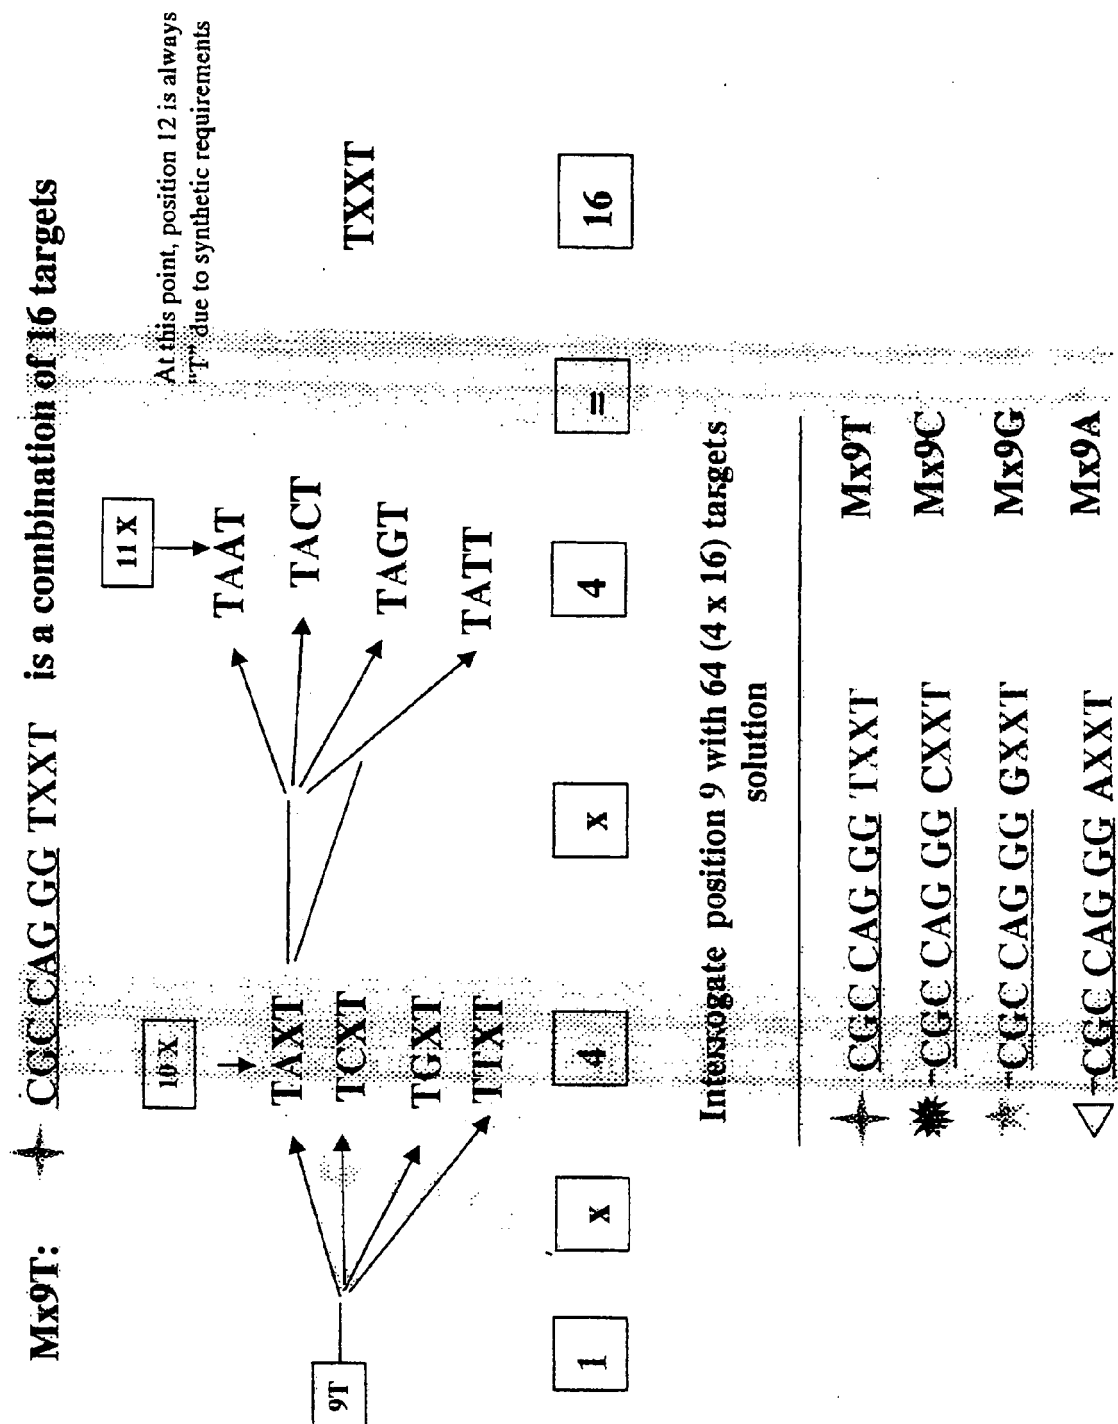 Mx9T: CGC CAG GG TXXT is a combination of 16 targets
At this point, position 12 is always
"T" due to synthetic requirements
10 X
11 X
9T
TAXT
TCXT
TGXT
TTXT
TAAT
TACT
TAGT
TATT
TXXT
1 x 4 x 4 = 16
Interrogate position 9 with 64 (4 x 16) targets
solution
CGC CAG GG TXXT Mx9T
CGC CAG GG CXXT Mx9C
CGC CAG GG GXXT Mx9G
CGC CAG GG AXXT Mx9A